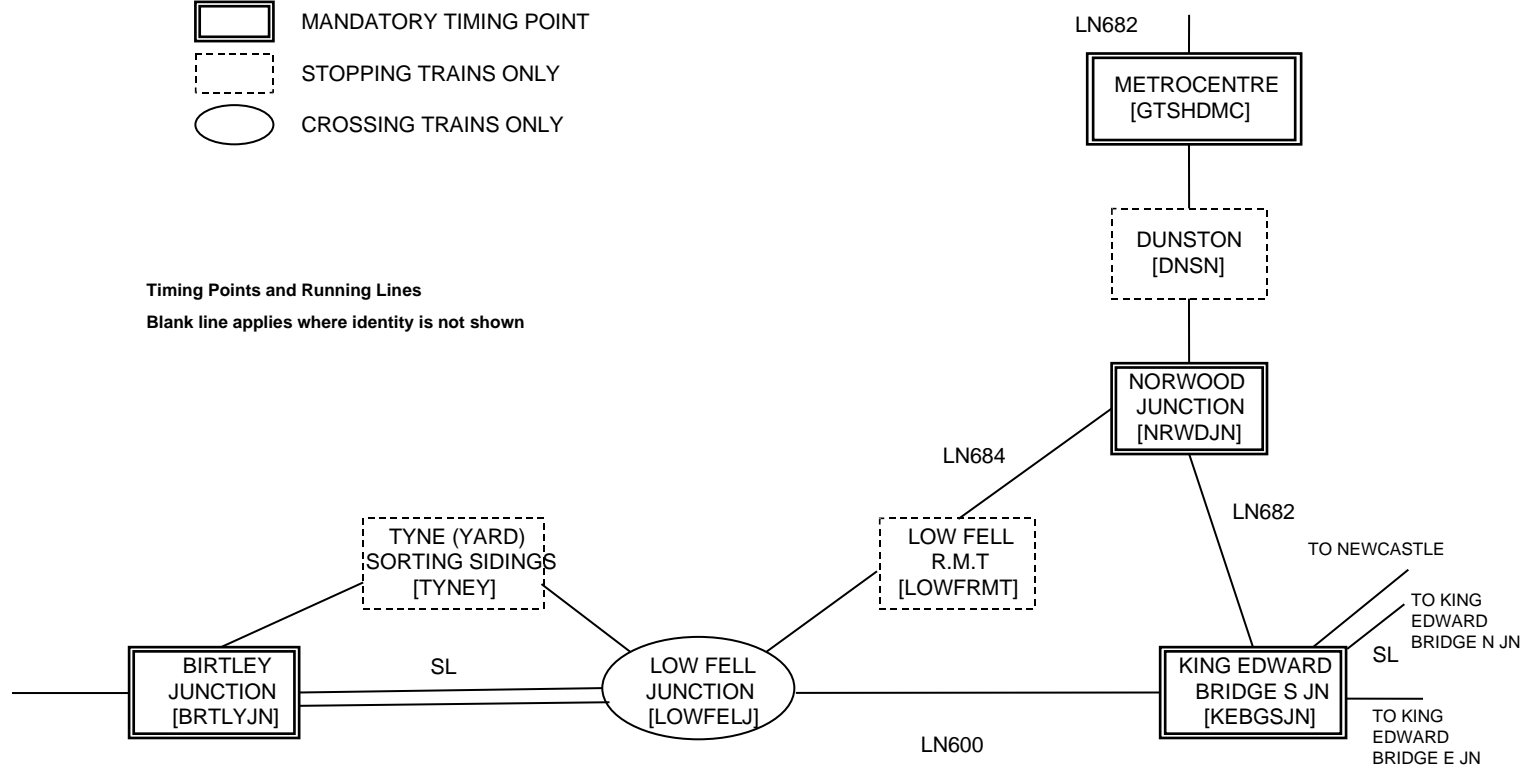 MANDATORY TIMING POINT
STOPPING TRAINS ONLY
CROSSING TRAINS ONLY
LN682
METROCENTRE
[GTSHDMC]
DUNSTON
[DNSN]
Timing Points and Running Lines
Blank line applies where identity is not shown
NORWOOD
JUNCTION
[NRWDJN]
LN684
LN682
TYNE (YARD)
SORTING SIDINGS
[TYNEY]
LOW FELL
R.M.T
[LOWFRMT]
TO NEWCASTLE
TO KING
EDWARD
BRIDGE N JN
SL
BIRTLEY
JUNCTION
[BRTLYJN]
SL
LOW FELL
JUNCTION
[LOWFELJ]
LN600
KING EDWARD
BRIDGE S JN
[KEBGSJN]
TO KING
EDWARD
BRIDGE E JN